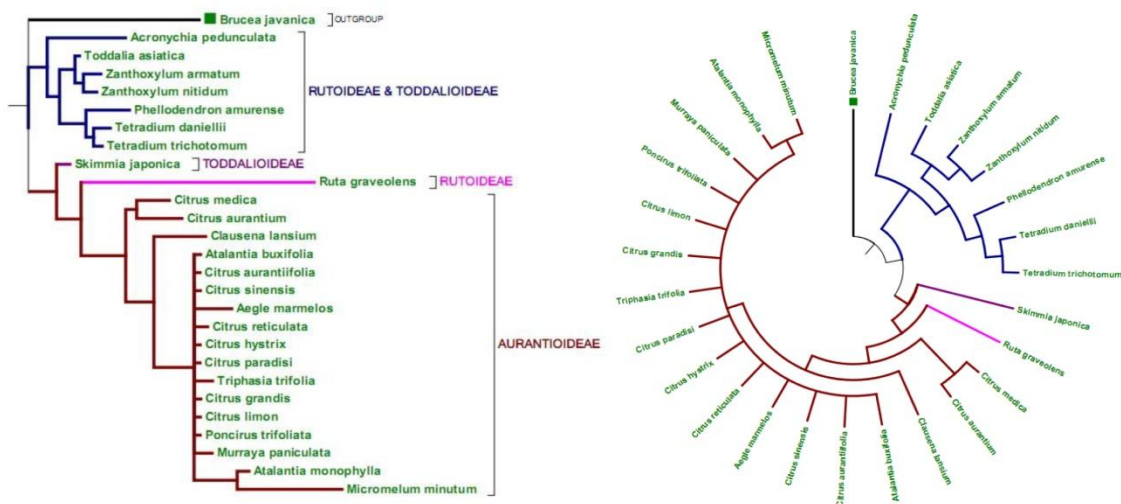 Brucea javanica
OUTGROUP
Acronychia pedunculata
Toddalia asiatica
Zanthoxylum armatum
Zanthoxylum nitidum
RUTOIDEAE & TODDALIOIDEAE
Phellodendron amurense
Tetradium daniellii
Tetradium trichotomum
Skimmia japonica
TODDALIOIDEAE
Ruta graveolens
RUTOIDEAE
Citrus medica
Citrus aurantium
Clausena lansium
Atalantia buxifolia
Citrus aurantiifolia
Citrus sinensis
Aegle marmelos
Citrus reticulata
Citrus hystrix
AURANTIOIDEAE
Citrus paradisi
Triphasia trifolia
Citrus grandis
Citrus limon
Poncirus trifoliata
Murraya paniculata
Atalantia monophylla
Micromelum minutum
Brucea javanica
Acronychia pedunculata
Toddalia asiatica
Zanthoxylum armatum
Zanthoxylum nitidum
Phellodendron amurense
Tetradium daniellii
Tetradium trichotomum
Skimmia japonica
Ruta graveolens
Citrus medica
Citrus aurantium
Clausena lansium
Atalantia buxifolia
Citrus aurantiifolia
Citrus sinensis
Aegle marmelos
Citrus reticulata
Citrus hystrix
Citrus paradisi
Triphasia trifolia
Citrus grandis
Citrus limon
Poncirus trifoliata
Murraya paniculata
Atalantia monophylla
Micromelum minutum